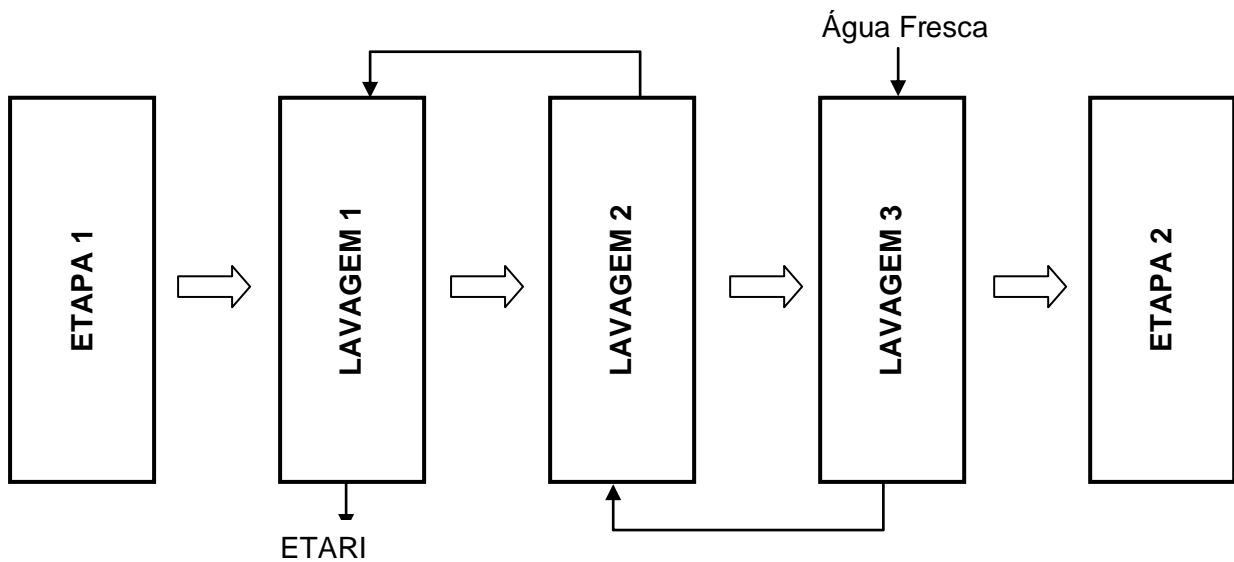 Água Fresca
ETAPA 1
LAVAGEM 1
LAVAGEM 2
LAVAGEM 3
ETAPA 2
ETARI